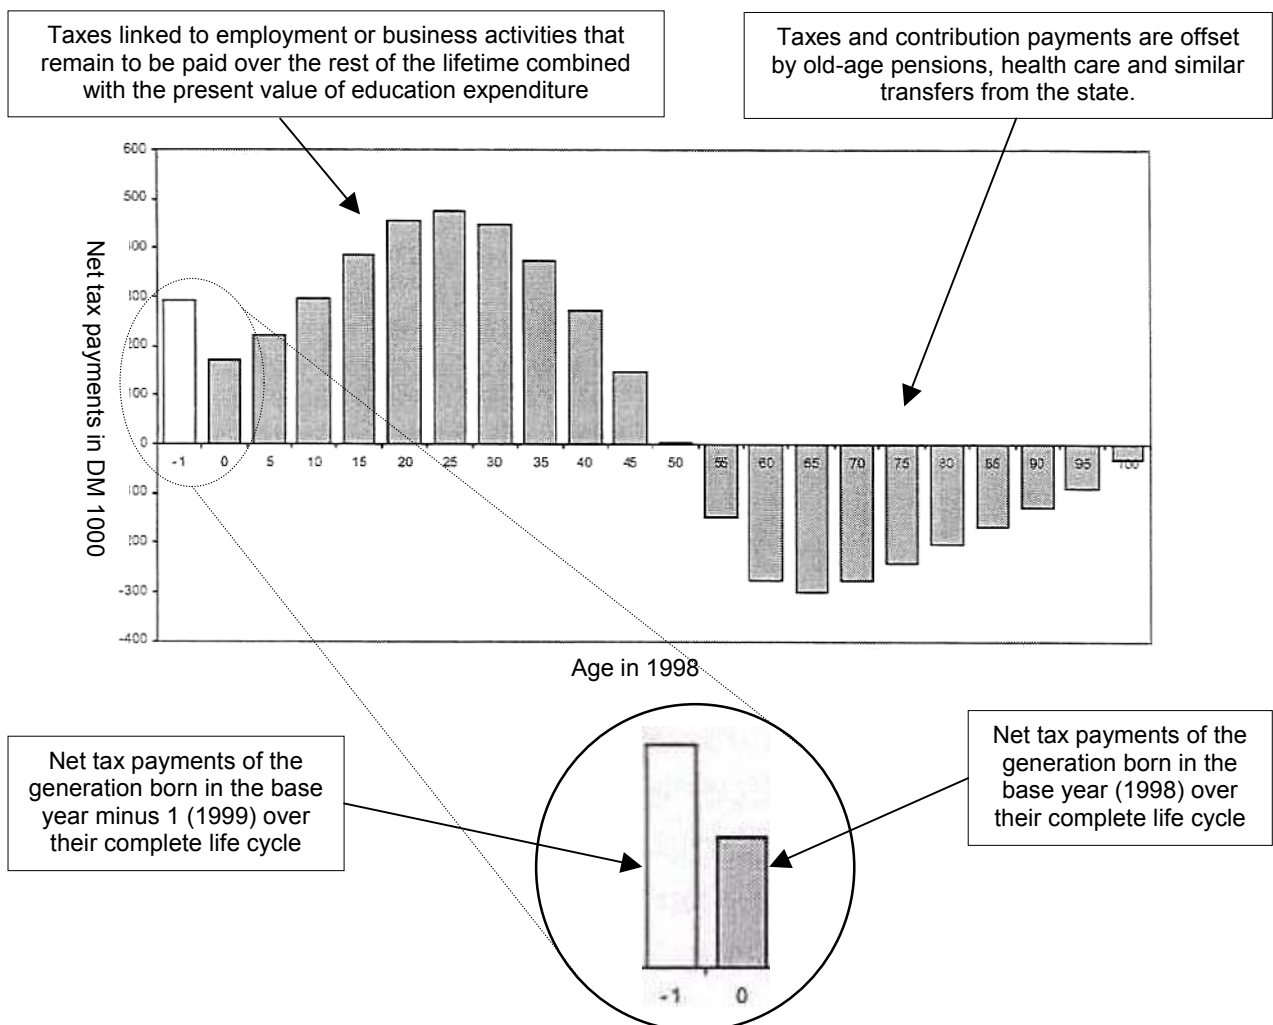 Taxes linked to employment or business activities that
remain to be paid over the rest of the lifetime combined
with the present value of education expenditure
Taxes and contribution payments are offset
by old-age pensions, health care and similar
transfers from the state.
Net tax payments in DM 1000
600
500
400
300
200
100
0
-300
-400
-1 0 5 10 15 20 25 30 35 40 45 50 55 60 65 70 75 80 85 90 95 100
Age in 1998
Net tax payments of the
generation born in the base
year minus 1 (1999) over
their complete life cycle
Net tax payments of the
generation born in the
base year (1998) over
their complete life cycle
-1 0